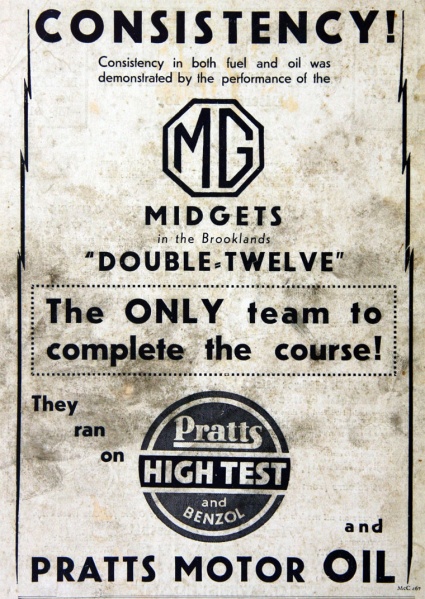 CONSISTENCY!
Consistency in both fuel and oil was
demonstrated by the performance of the
MG
MIDGETS
in the Brooklands
"DOUBLE-TWELVE"
The ONLY team to
complete the course!
They
ran
on
Pratts
HIGH TEST
and
BENZOL
and
PRATTS MOTOR OIL